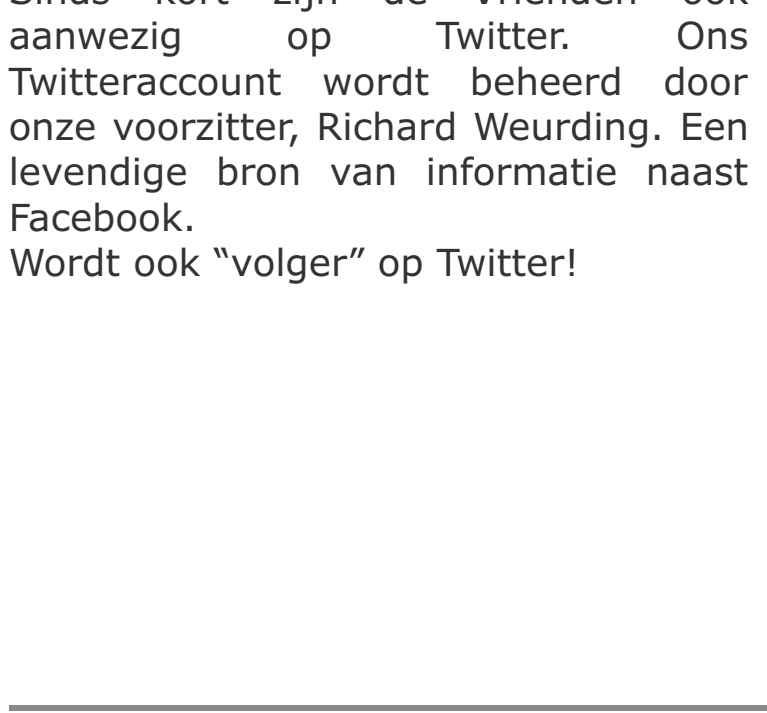 Sinds kort zijn de Vrienden ook
aanwezig op Twitter. Ons
Twitteraccount wordt beheerd door
onze voorzitter, Richard Weurding. Een
levendige bron van informatie naast
Facebook.
Wordt ook “volger” op Twitter!